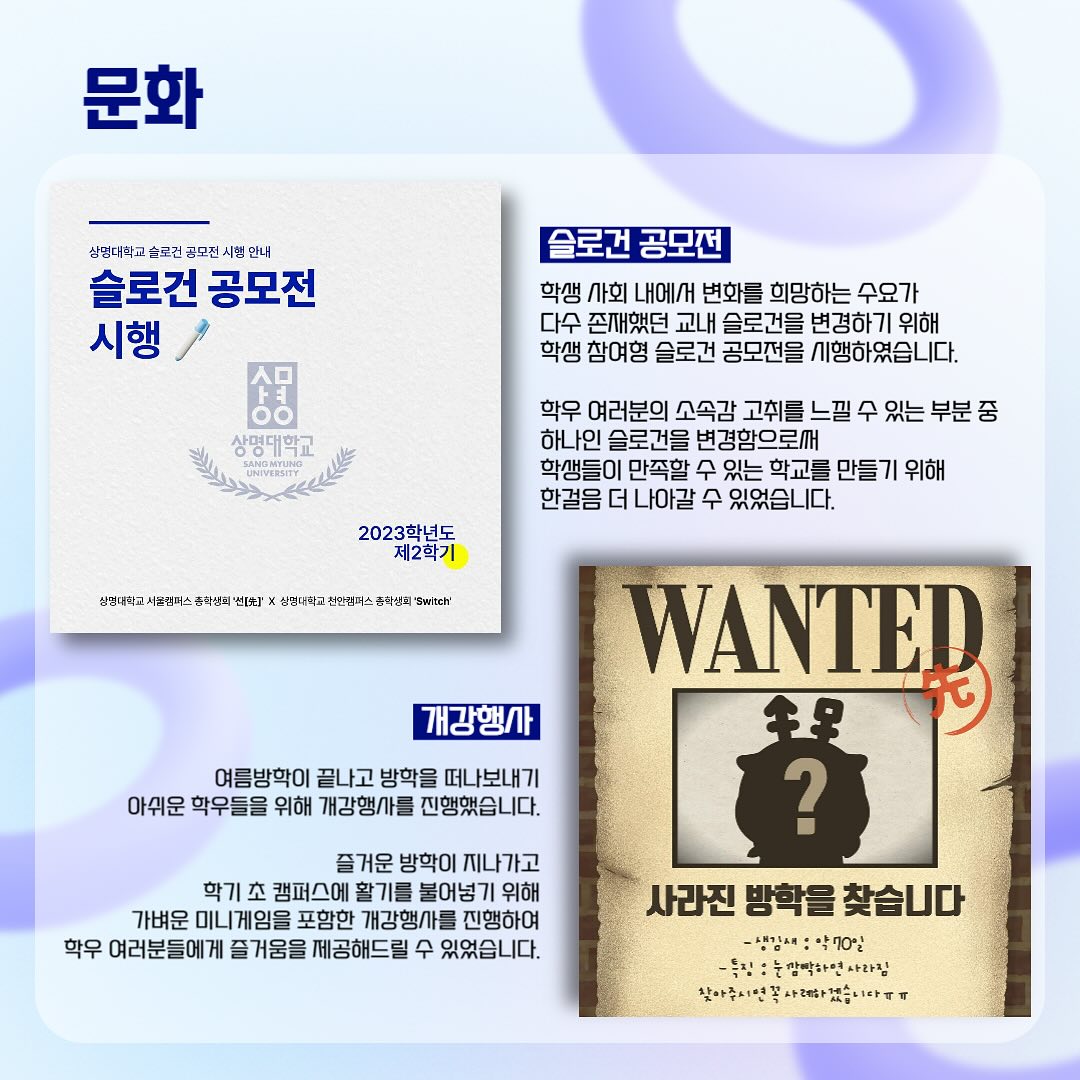 문화
상명대학교 슬로건 공모전 시행 안내
슬로건 공모전
시행
상명
상명대학교
SANG MYUNG
UNIVERSITY
2023학년도
제2학기
상명대학교 서울캠퍼스 총학생회 '선[先]' X 상명대학교 천안캠퍼스 총학생회 'Switch'
슬로건 공모전
학생 사회 내에서 변화를 희망하는 수요가
다수 존재했던 교내 슬로건을 변경하기 위해
학생 참여형 슬로건 공모전을 시행하였습니다.
학우 여러분의 소속감 고취를 느낄 수 있는 부분 중
하나인 슬로건을 변경함으로써
학생들이 만족할 수 있는 학교를 만들기 위해
한걸음 더 나아갈 수 있었습니다.
개강행사
여름방학이 끝나고 방학을 떠나보내기
아쉬운 학우들을 위해 개강행사를 진행했습니다.
즐거운 방학이 지나가고
학기 초 캠퍼스에 활기를 불어넣기 위해
가벼운 미니게임을 포함한 개강행사를 진행하여
학우 여러분들에게 즐거움을 제공해드릴 수 있었습니다.
WANTED
先
?
사라진 방학을 찾습니다
-생김새 : 약 70일
-특징 : 눈 깜빡하면 사라짐
찾아주시면 꼭 사례하겠습니다ㅠㅠ